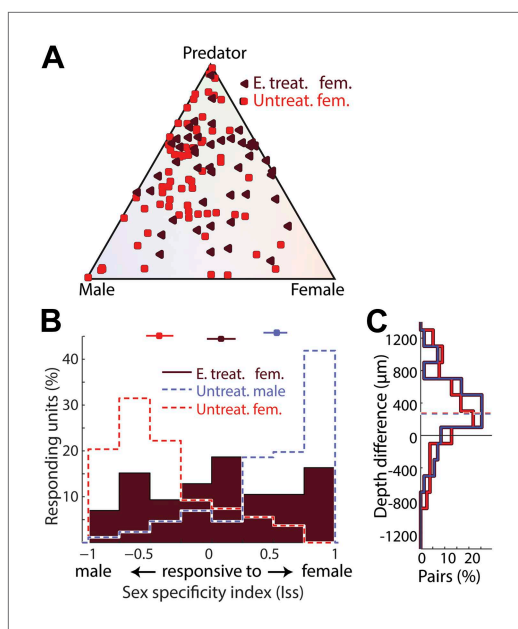 A
Predator
E. treat. fem.
Untreat. fem.
Male
Female
B
Responding units (%)
40
30
20
10
E. treat. fem.
Untreat. male
Untreat. fem.
−1
−0.5
0
0.5
1
male ← responsive to → female
Sex specificity index (Iss)
C
Depth difference (μm)
1200
800
400
0
-400
-800
-1200
0
10
20
Pairs (%)